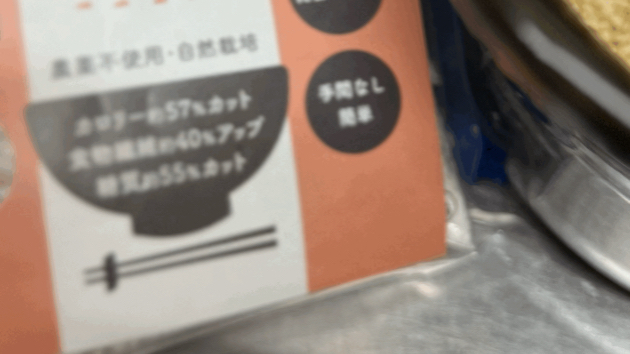 農薬不使用・自然栽培
カロリー約57%カット
食物繊維約40%アップ
糖質約55%カット
手間なし
簡単